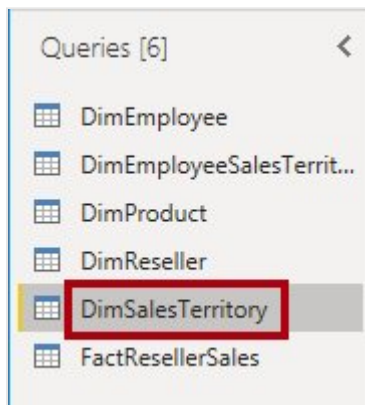 Queries [6]
DimEmployee
DimEmployeeSalesTerrit...
DimProduct
DimReseller
DimSalesTerritory
FactResellerSales